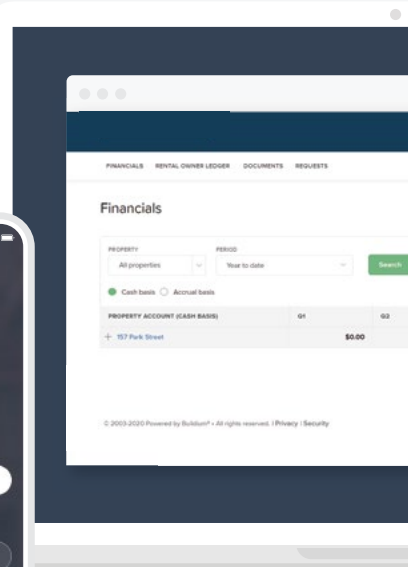 FINANCIALS RENTAL OWNER LEDGER DOCUMENTS REQUESTS
Financials
PROPERTY PERIOD
All properties Year to date Search
Cash basis Accrual basis
PROPERTY ACCOUNT (CASH BASIS) Q1 Q2
+ 157 Park Street $0.00
© 2003-2020 Powered by Buildium® • All rights reserved. | Privacy | Security